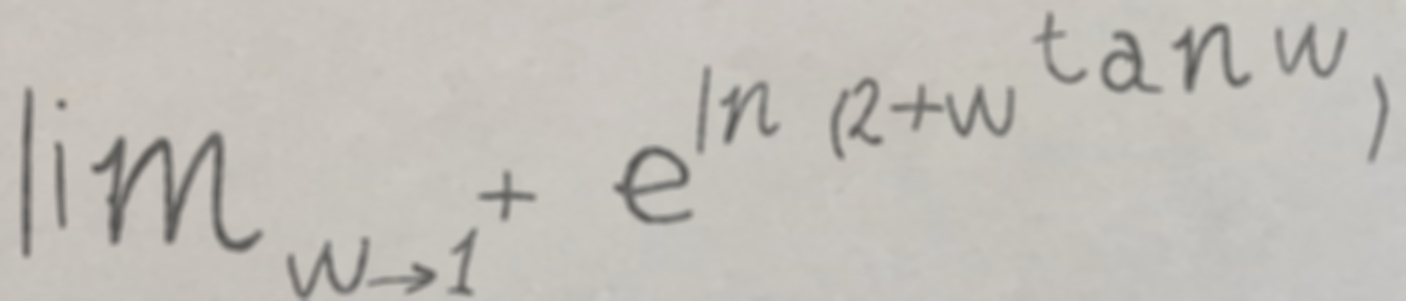 lim_{w→1^+} e^{ln (2+w^{tan w})}